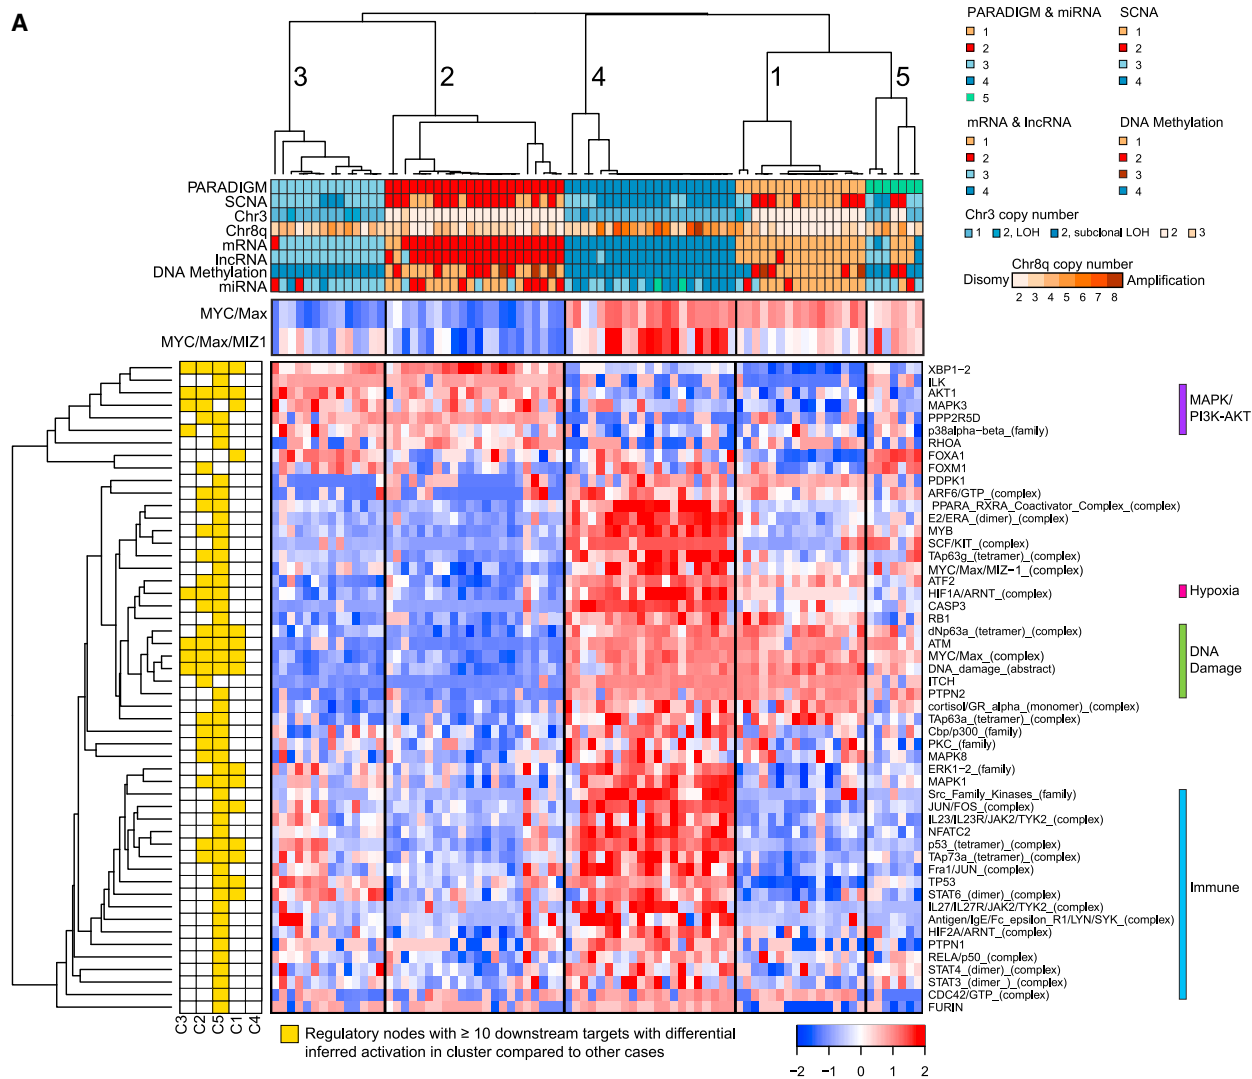 A
3
2
4
1
5
PARADIGM & miRNA
1
2
3
4
5
SCNA
1
2
3
4
mRNA & lncRNA
1
2
3
4
DNA Methylation
1
2
3
4
Chr3 copy number
1 2, LOH 2, subclonal LOH 2 3
Chr8q copy number
Disomy Amplification
2 3 4 5 6 7 8
PARADIGM
SCNA
Chr3
Chr8q
mRNA
lncRNA
DNA Methylation
miRNA
MYC/Max
MYC/Max/MIZ1
XBP1-2
ILK
AKT1
MAPK3
PPP2R5D
p38alpha-beta_(family)
RHOA
FOXA1
FOXM1
PDPK1
ARF6/GTP_(complex)
PPARA_RXRA_Coactivator_Complex_(complex)
E2/ERA_(dimer)_(complex)
MYB
SCF/KIT_(complex)
TAp63g_(tetramer)_(complex)
MYC/Max/MIZ-1_(complex)
ATF2
HIF1A/ARNT_(complex)
CASP3
RB1
dNp63a_(tetramer)_(complex)
ATM
MYC/Max_(complex)
DNA_damage_(abstract)
ITCH
PTPN2
cortisol/GR_alpha_(monomer)_(complex)
TAp63a_(tetramer)_(complex)
Cbp/p300_(family)
PKC_(family)
MAPK8
ERK1-2_(family)
MAPK1
Src_Family_Kinases_(family)
JUN/FOS_(complex)
IL23/IL23R/JAK2/TYK2_(complex)
NFATC2
p53_(tetramer)_(complex)
TAp73a_(tetramer)_(complex)
Fra1/JUN_(complex)
TP53
STAT6_(dimer)_(complex)
IL27/IL27R/JAK2/TYK2_(complex)
Antigen/IgE/Fc_epsilon_R1/LYN/SYK_(complex)
HIF2A/ARNT_(complex)
PTPN1
RELA/p50_(complex)
STAT4_(dimer)_(complex)
STAT3_(dimer_)_(complex)
CDC42/GTP_(complex)
FURIN
MAPK/
PI3K-AKT
Hypoxia
DNA
Damage
Immune
C3
C2
C5
C1
C4
Regulatory nodes with ≥ 10 downstream targets with differential
inferred activation in cluster compared to other cases
−2 −1 0 1 2